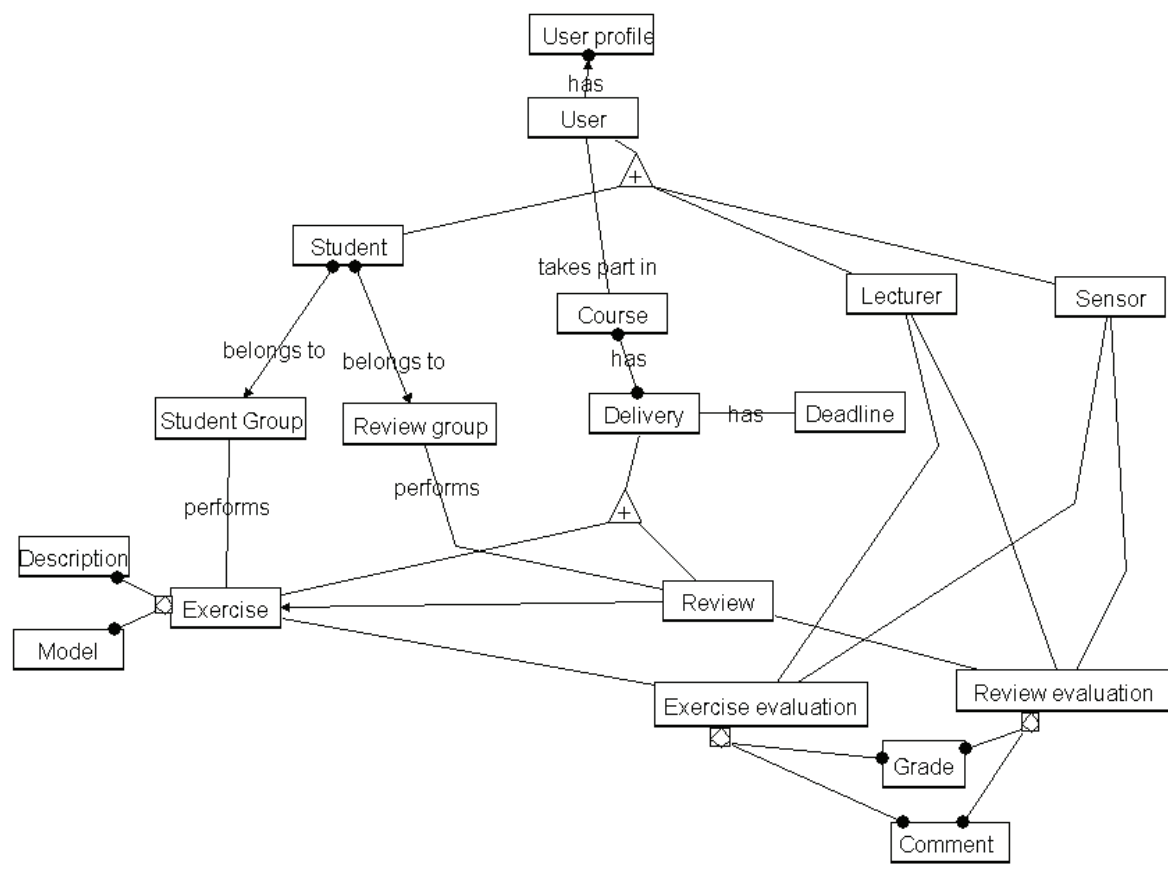 User profile
has
User
+
Student
takes part in
Lecturer
Sensor
Course
belongs to
belongs to
has
Student Group
Review group
Delivery
has
Deadline
performs
performs
+
Description
Exercise
Review
Model
Exercise evaluation
Review evaluation
Grade
Comment